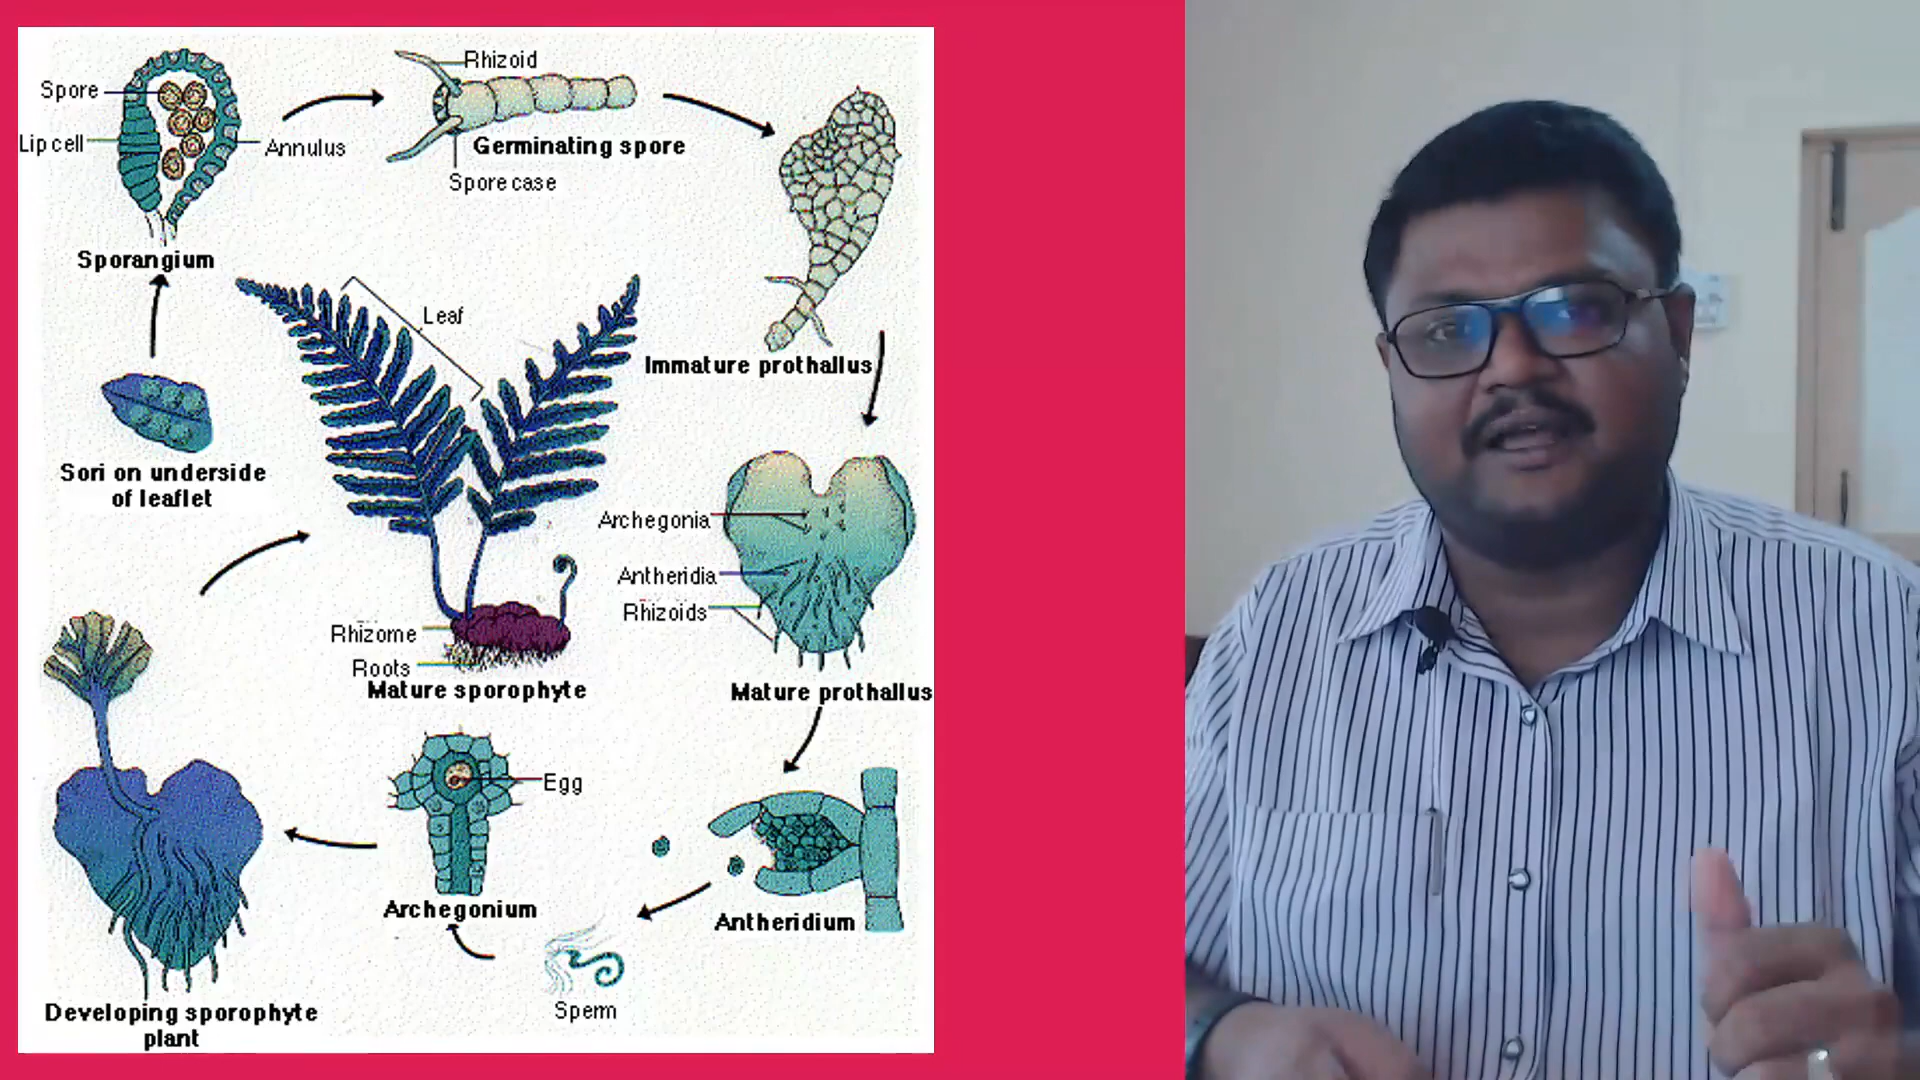 Rhizoid
Spore
Lip cell
Annulus
Germinating spore
Spore case
Sporangium
Leaf
Immature prothallus
Sori on underside
of leaflet
Archegonia
Antheridia
Rhizoids
Rhizome
Roots
Mature sporophyte
Mature prothallus
Egg
Archegonium
Antheridium
Sperm
Developing sporophyte
plant